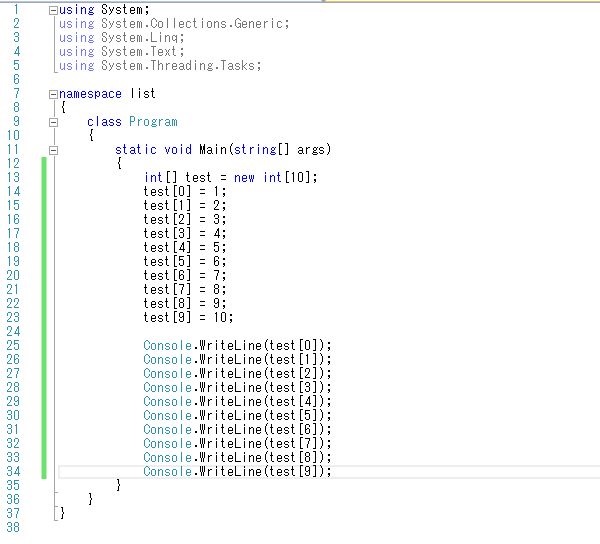 1 using System;
2 using System.Collections.Generic;
3 using System.Linq;
4 using System.Text;
5 using System.Threading.Tasks;
6
7 namespace list
8 {
9     class Program
10     {
11         static void Main(string[] args)
12         {
13             int[] test = new int[10];
14             test[0] = 1;
15             test[1] = 2;
16             test[2] = 3;
17             test[3] = 4;
18             test[4] = 5;
19             test[5] = 6;
20             test[6] = 7;
21             test[7] = 8;
22             test[8] = 9;
23             test[9] = 10;
24
25             Console.WriteLine(test[0]);
26             Console.WriteLine(test[1]);
27             Console.WriteLine(test[2]);
28             Console.WriteLine(test[3]);
29             Console.WriteLine(test[4]);
30             Console.WriteLine(test[5]);
31             Console.WriteLine(test[6]);
32             Console.WriteLine(test[7]);
33             Console.WriteLine(test[8]);
34             Console.WriteLine(test[9]);
35         }
36     }
37 }
38